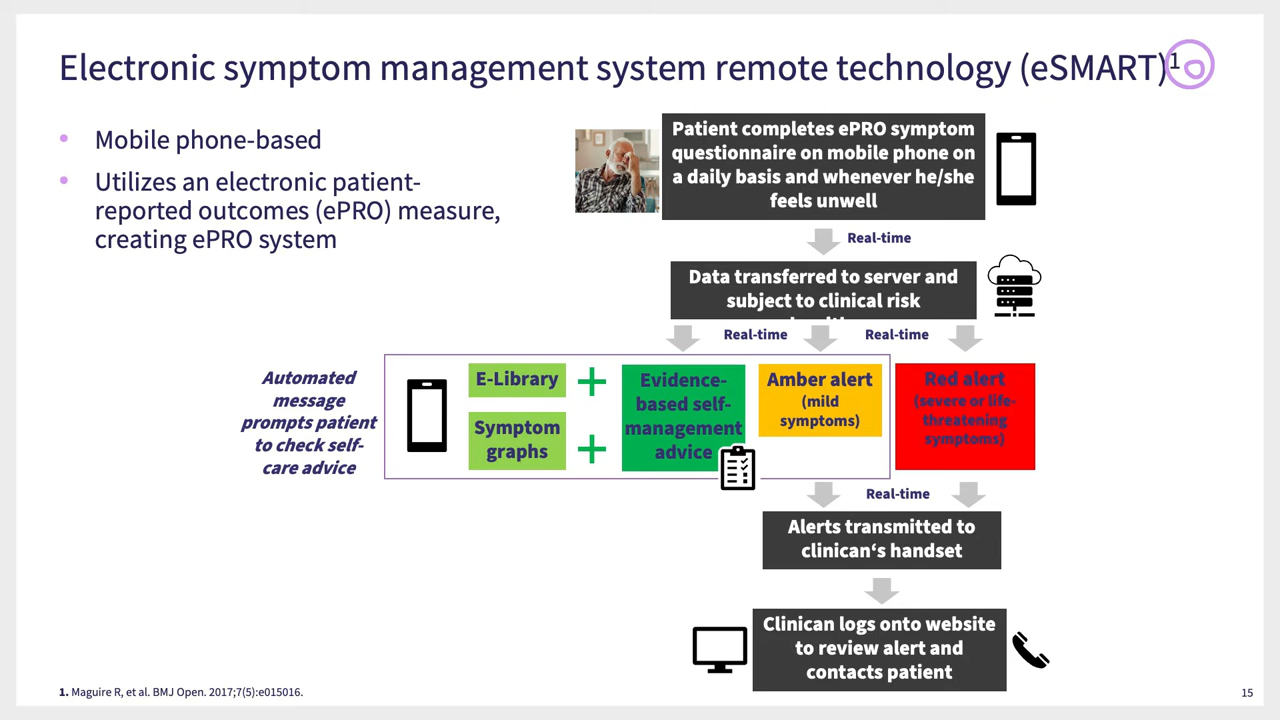 Electronic symptom management system remote technology (eSMART)1
• Mobile phone-based
• Utilizes an electronic patient-
reported outcomes (ePRO) measure,
creating ePRO system
Patient completes ePRO symptom
questionnaire on mobile phone on
a daily basis and whenever he/she
feels unwell
Real-time
Data transferred to server and
subject to clinical risk
Real-time
Real-time
Automated
message
prompts patient
to check self-
care advice
E-Library
Symptom
graphs
Evidence-
based self-
management
advice
Amber alert
(mild
symptoms)
Red alert
(severe or life-
threatening
symptoms)
Real-time
Alerts transmitted to
clinican‘s handset
Clinican logs onto website
to review alert and
contacts patient
1. Maguire R, et al. BMJ Open. 2017;7(5):e015016.
15